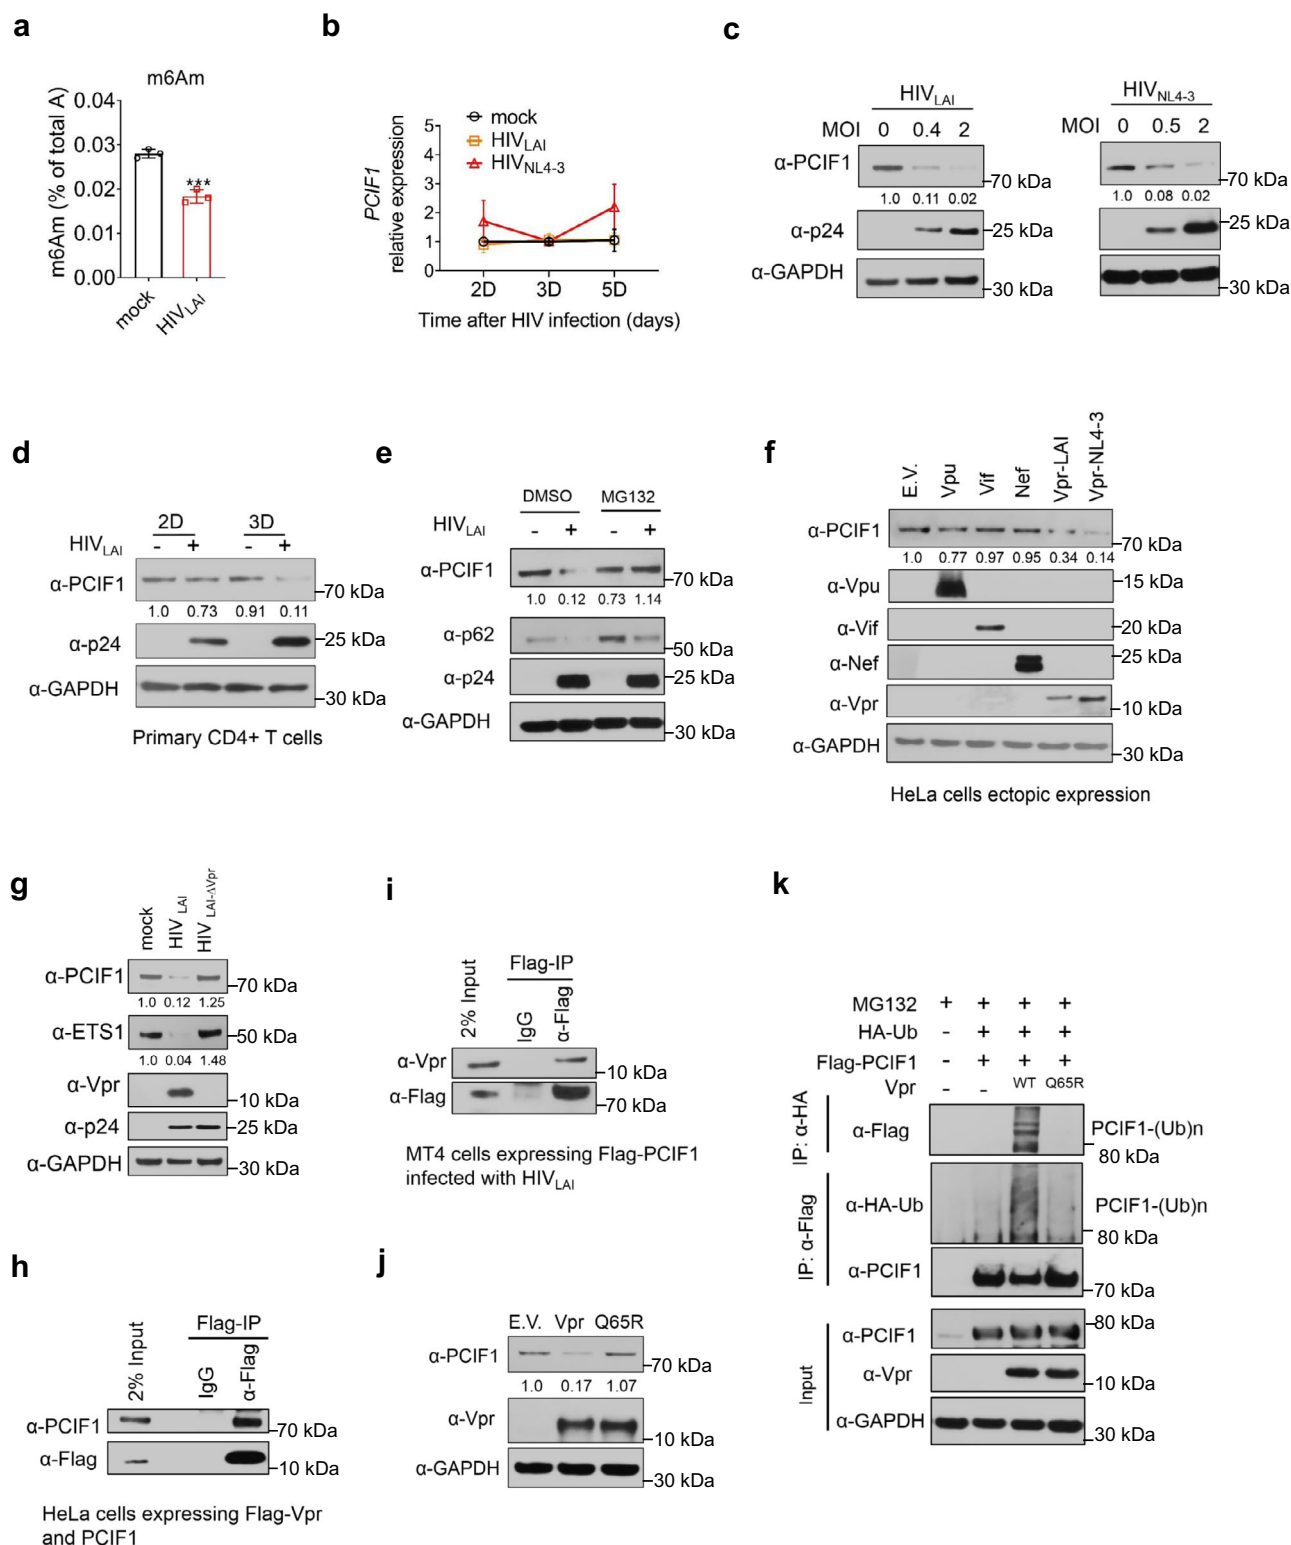 a
m6Am
m6Am (% of total A)
0.04
0.03
0.02
0.01
0.00
***
mock
HIVLAI
b
mock
HIVLAI
HIVNL4-3
PCIF1
relative expression
5
4
3
2
1
0
2D 3D 5D
Time after HIV infection (days)
c
HIVLAI
MOI 0 0.4 2
α-PCIF1
70 kDa
1.0 0.11 0.02
α-p24
25 kDa
α-GAPDH
30 kDa
HIVNL4-3
MOI 0 0.5 2
70 kDa
1.0 0.08 0.02
25 kDa
30 kDa
d
2D 3D
HIVLAI - + - +
α-PCIF1
70 kDa
1.0 0.73 0.91 0.11
α-p24
25 kDa
α-GAPDH
30 kDa
Primary CD4+ T cells
e
DMSO MG132
HIVLAI - + - +
α-PCIF1
70 kDa
1.0 0.12 0.73 1.14
α-p62
50 kDa
α-p24
25 kDa
α-GAPDH
30 kDa
f
E.V. Vpu Vif Nef Vpr-LAI Vpr-NL4-3
α-PCIF1
70 kDa
1.0 0.77 0.97 0.95 0.34 0.14
α-Vpu
15 kDa
α-Vif
20 kDa
α-Nef
25 kDa
α-Vpr
10 kDa
α-GAPDH
30 kDa
HeLa cells ectopic expression
g
mock HIVLAI HIVLAI-ΔVpr
α-PCIF1
70 kDa
1.0 0.12 1.25
α-ETS1
50 kDa
1.0 0.04 1.48
α-Vpr
10 kDa
α-p24
25 kDa
α-GAPDH
30 kDa
h
Flag-IP
2% Input IgG α-Flag
α-PCIF1
70 kDa
α-Flag
10 kDa
HeLa cells expressing Flag-Vpr
and PCIF1
i
Flag-IP
2% Input IgG α-Flag
α-Vpr
10 kDa
α-Flag
70 kDa
MT4 cells expressing Flag-PCIF1
infected with HIVLAI
j
E.V. Vpr Q65R
α-PCIF1
70 kDa
1.0 0.17 1.07
α-Vpr
10 kDa
α-GAPDH
30 kDa
k
MG132 + + + +
HA-Ub - + + +
Flag-PCIF1 - + + +
Vpr - - WT Q65R
IP: α-HA
α-Flag
PCIF1-(Ub)n
80 kDa
IP: α-Flag
α-HA-Ub
PCIF1-(Ub)n
80 kDa
α-PCIF1
70 kDa
Input
α-PCIF1
80 kDa
α-Vpr
10 kDa
α-GAPDH
30 kDa